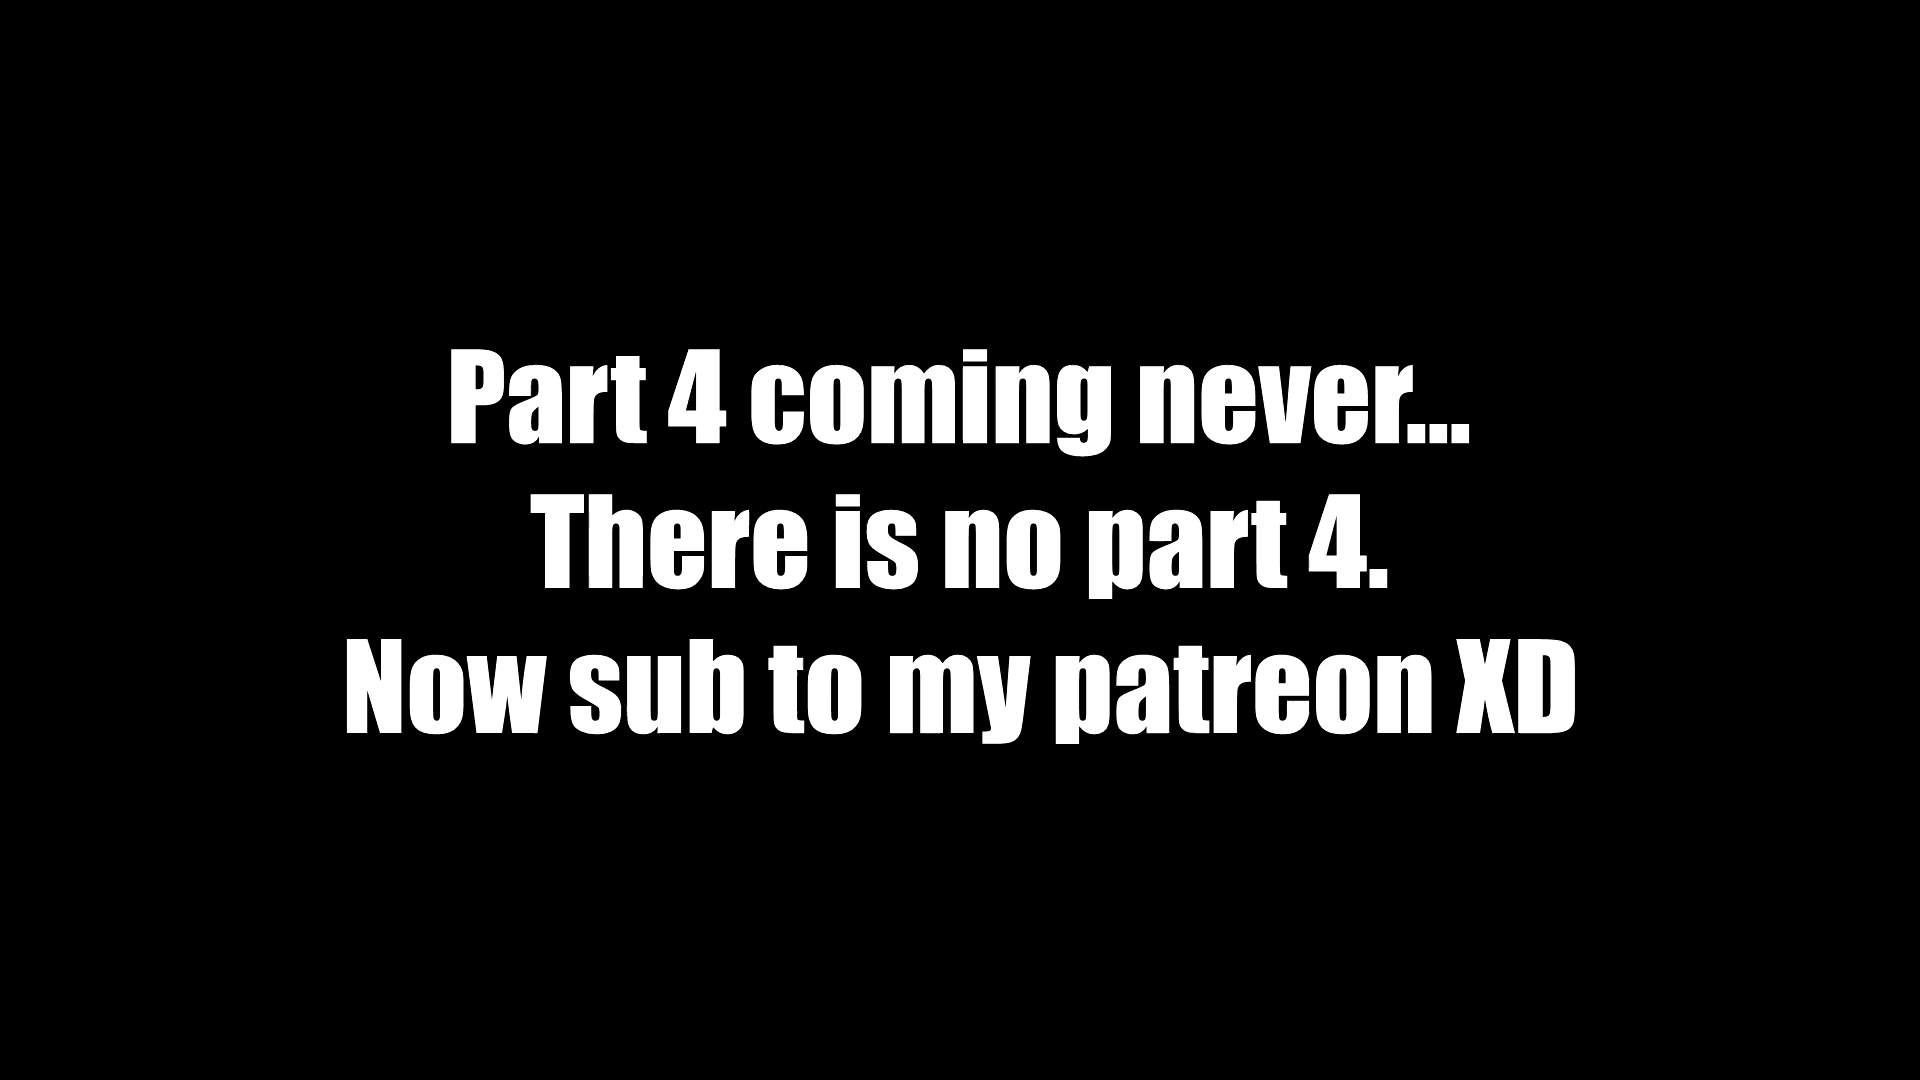 Part 4 coming never...
There is no part 4.
Now sub to my patreon XD